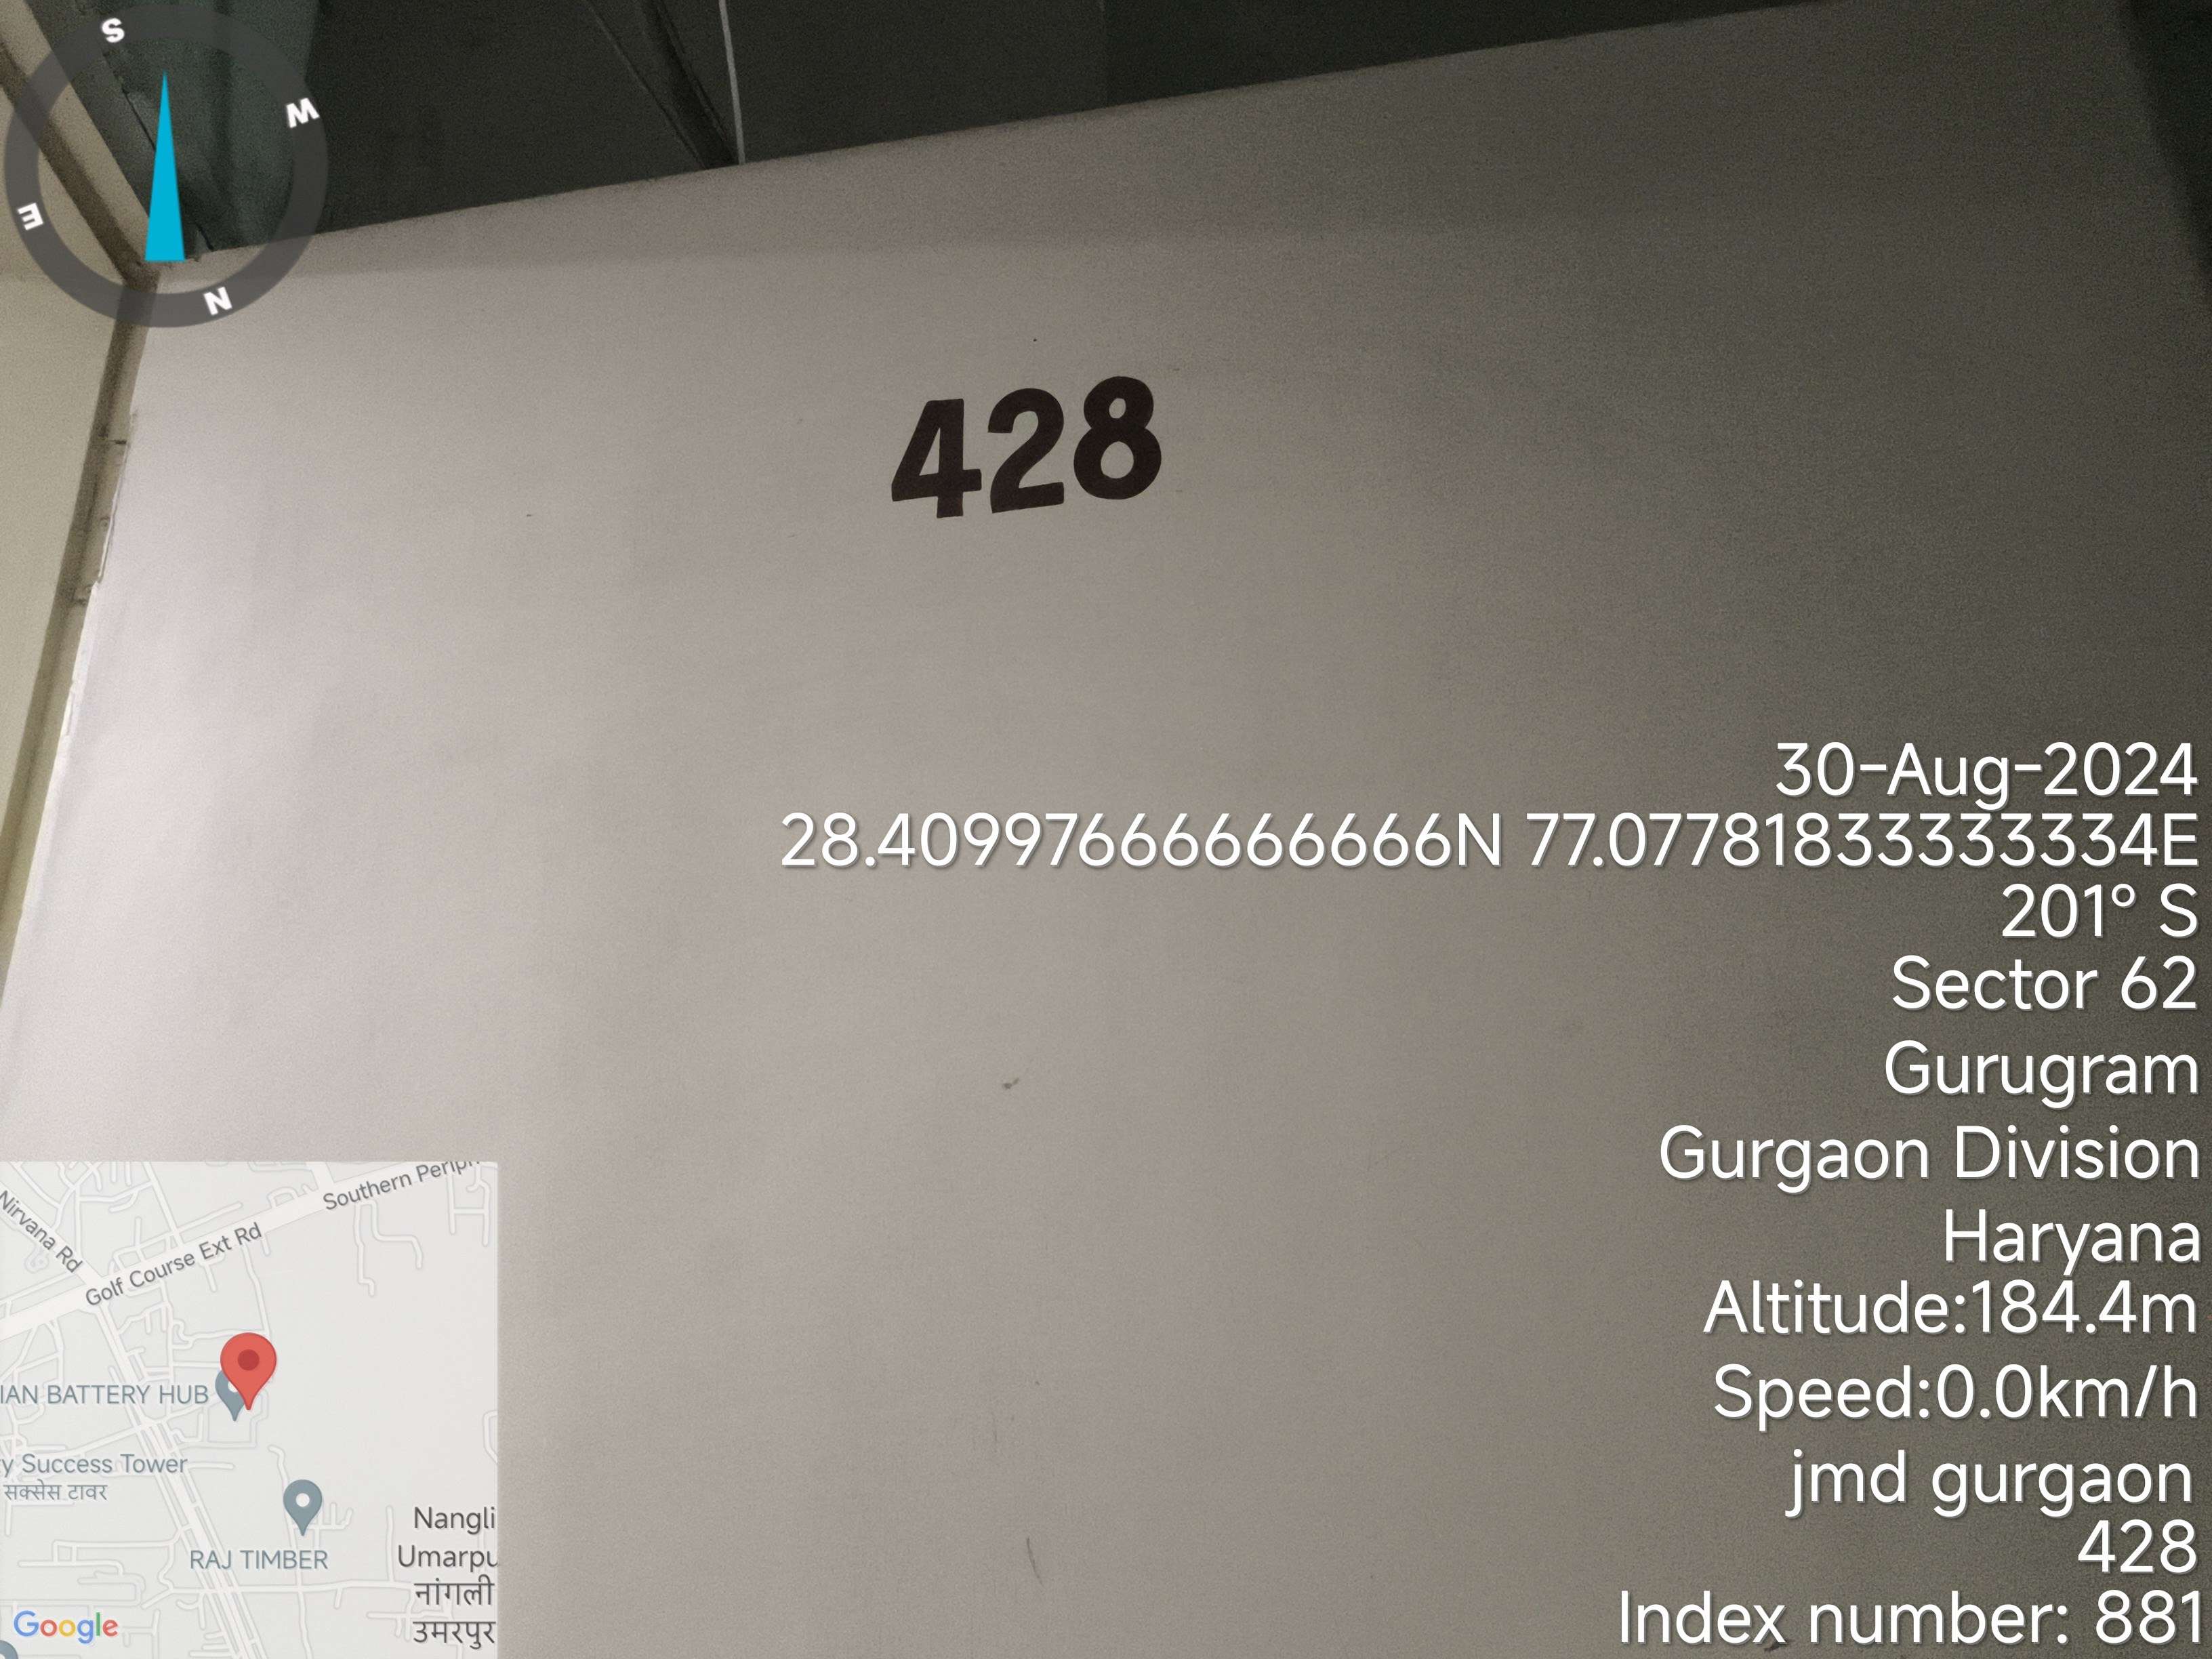 S
W
E
N
428
30-Aug-2024
28.40997666666666N 77.07781833333334E
201° S
Sector 62
Gurugram
Gurgaon Division
Haryana
Altitude:184.4m
Speed:0.0km/h
jmd gurgaon
428
Index number: 881
Southern Periph
Nirvana Rd
Golf Course Ext Rd
IAN BATTERY HUB
y Success Tower
सक्सेस टावर
RAJ TIMBER
Nangli
Umarpu
नांगली
उमरपुर
Google